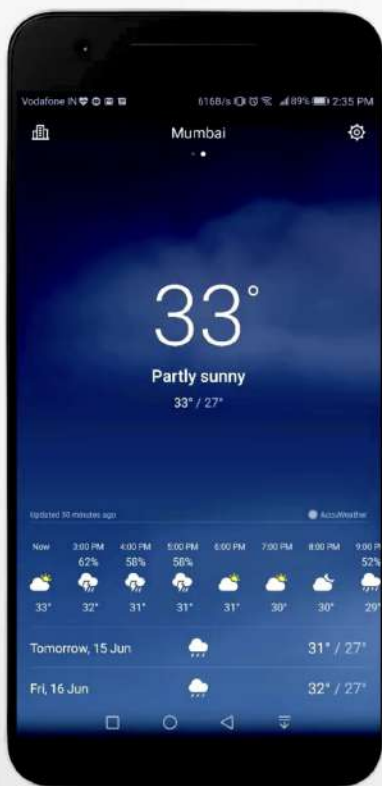 Vodafone IN 616B/s 89% 2:35 PM
Mumbai
33°
Partly sunny
33° / 27°
Updated 50 minutes ago AccuWeather
Now 3:00 PM 4:00 PM 5:00 PM 6:00 PM 7:00 PM 8:00 PM 9:00 P
62% 58% 58% 52%
33° 32° 31° 31° 31° 30° 30° 29°
Tomorrow, 15 Jun 31° / 27°
Fri, 16 Jun 32° / 27°